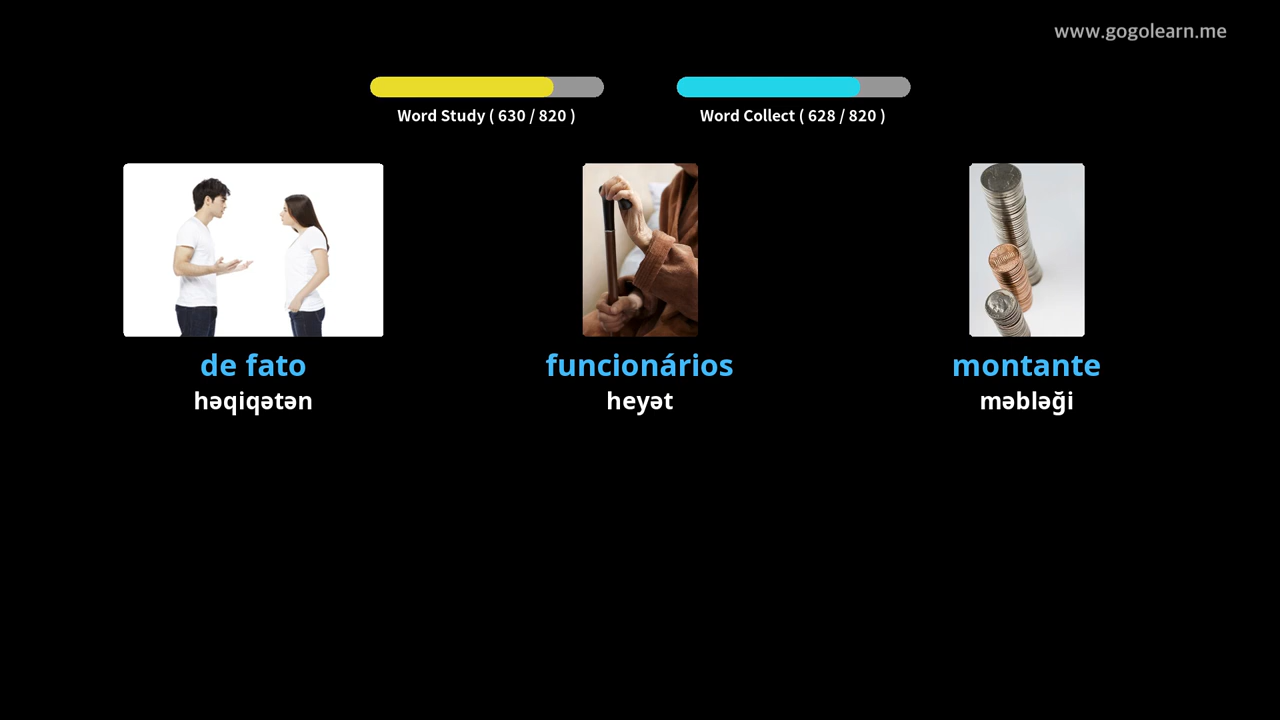 www.gogolearn.me
Word Study ( 630 / 820 )
Word Collect ( 628 / 820 )
de fato
həqiqətən
funcionários
heyət
montante
məbləği